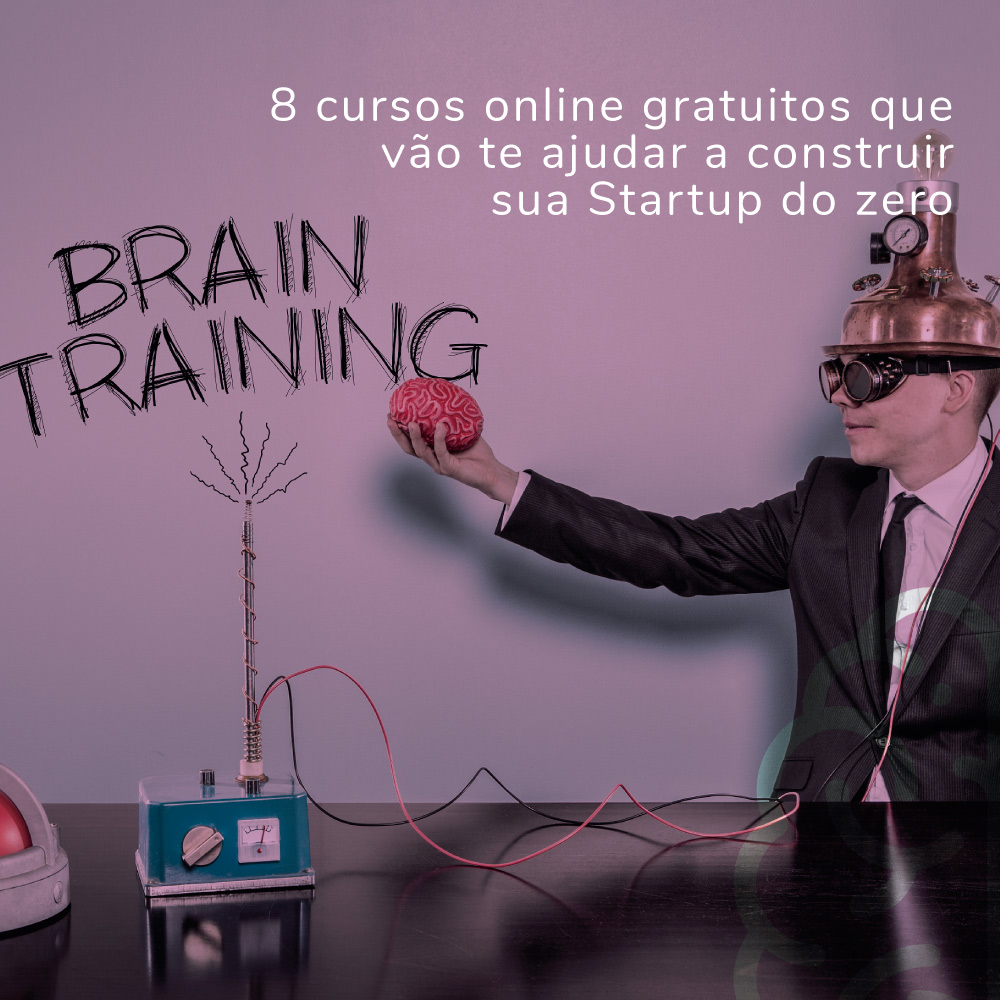 8 cursos online gratuitos que
vão te ajudar a construir
sua Startup do zero
BRAIN
TRAINING